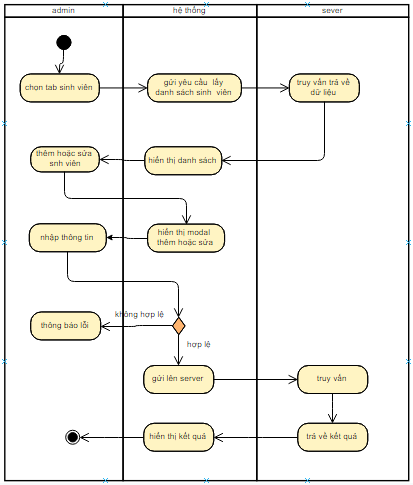 admin
hệ thống
sever
chọn tab sinh viên
gửi yêu cầu lấy
danh sách sinh viên
truy vấn trả về
dữ liệu
thêm hoặc sửa
snh viên
hiển thị danh sách
nhập thông tin
hiển thị modal
thêm hoặc sửa
không hợp lệ
thông báo lỗi
hợp lệ
gửi lên server
truy vấn
hiển thị kết quả
trả về kết quả